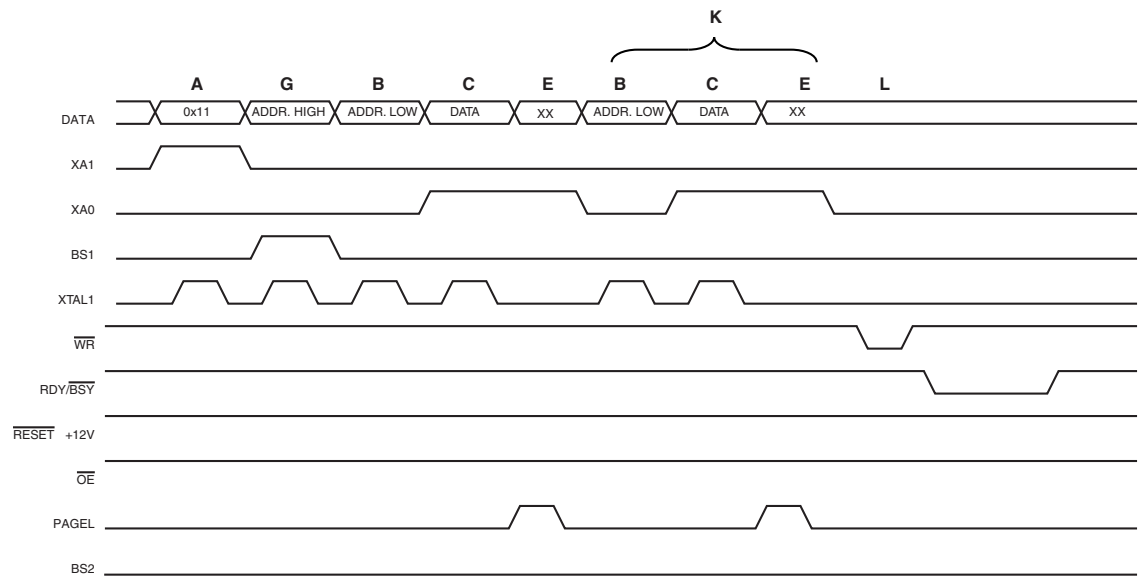 K
A G B C E B C E L
DATA 0x11 ADDR. HIGH ADDR. LOW DATA XX ADDR. LOW DATA XX
XA1
XA0
BS1
XTAL1
WR
RDY/BSY
RESET +12V
OE
PAGEL
BS2